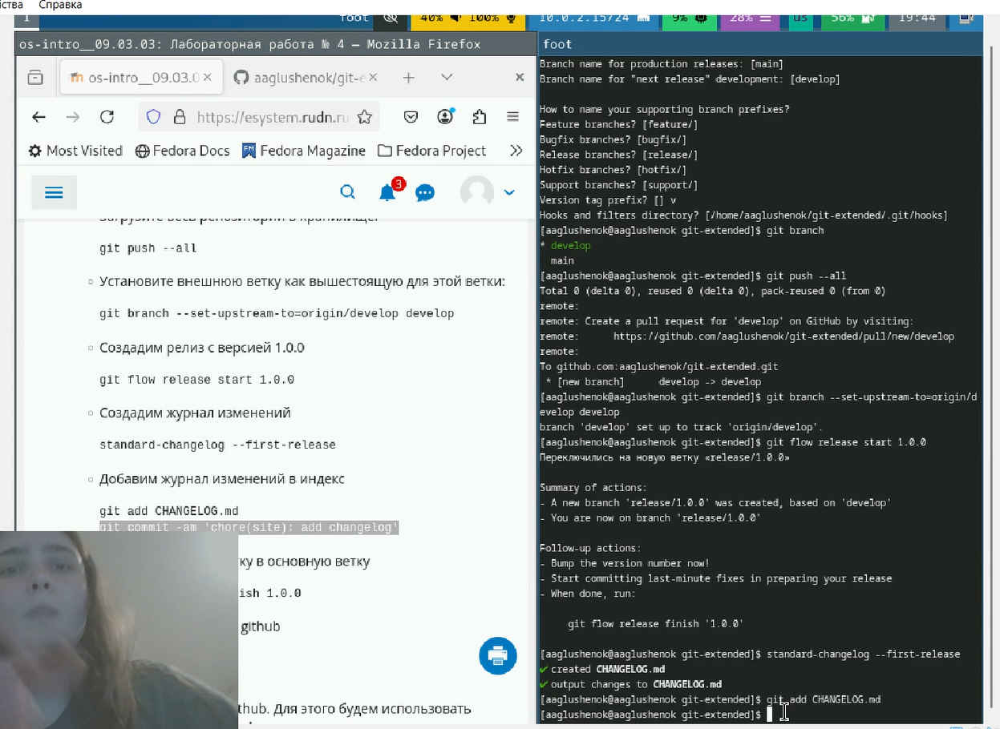 йства Справка
1 foot 40% 100% 10.0.2.15/24 9% 28% us 56% 19:44
os-intro__09.03.03: Лабораторная работа № 4 — Mozilla Firefox
os-intro__09.03.0
aaglushenok/git-e
https://esystem.rudn.ru
Most Visited Fedora Docs Fedora Magazine Fedora Project
3
Загрузите весь репозиторий в хранилище:
git push --all
Установите внешнюю ветку как вышестоящую для этой ветки:
git branch --set-upstream-to=origin/develop develop
Создадим релиз с версией 1.0.0
git flow release start 1.0.0
Создадим журнал изменений
standard-changelog --first-release
Добавим журнал изменений в индекс
git add CHANGELOG.md
git commit -am 'chore(site): add changelog'
ку в основную ветку
ish 1.0.0
github
thub. Для этого будем использовать
foot
Branch name for production releases: [main]
Branch name for "next release" development: [develop]
How to name your supporting branch prefixes?
Feature branches? [feature/]
Bugfix branches? [bugfix/]
Release branches? [release/]
Hotfix branches? [hotfix/]
Support branches? [support/]
Version tag prefix? [] v
Hooks and filters directory? [/home/aaglushenok/git-extended/.git/hooks]
[aaglushenok@aaglushenok git-extended]$ git branch
* develop
main
[aaglushenok@aaglushenok git-extended]$ git push --all
Total 0 (delta 0), reused 0 (delta 0), pack-reused 0 (from 0)
remote:
remote: Create a pull request for 'develop' on GitHub by visiting:
remote: https://github.com/aaglushenok/git-extended/pull/new/develop
remote:
To github.com:aaglushenok/git-extended.git
* [new branch] develop -> develop
[aaglushenok@aaglushenok git-extended]$ git branch --set-upstream-to=origin/d
evelop develop
branch 'develop' set up to track 'origin/develop'.
[aaglushenok@aaglushenok git-extended]$ git flow release start 1.0.0
Переключились на новую ветку «release/1.0.0»
Summary of actions:
- A new branch 'release/1.0.0' was created, based on 'develop'
- You are now on branch 'release/1.0.0'
Follow-up actions:
- Bump the version number now!
- Start committing last-minute fixes in preparing your release
- When done, run:
git flow release finish '1.0.0'
[aaglushenok@aaglushenok git-extended]$ standard-changelog --first-release
✔ created CHANGELOG.md
✔ output changes to CHANGELOG.md
[aaglushenok@aaglushenok git-extended]$ git add CHANGELOG.md
[aaglushenok@aaglushenok git-extended]$